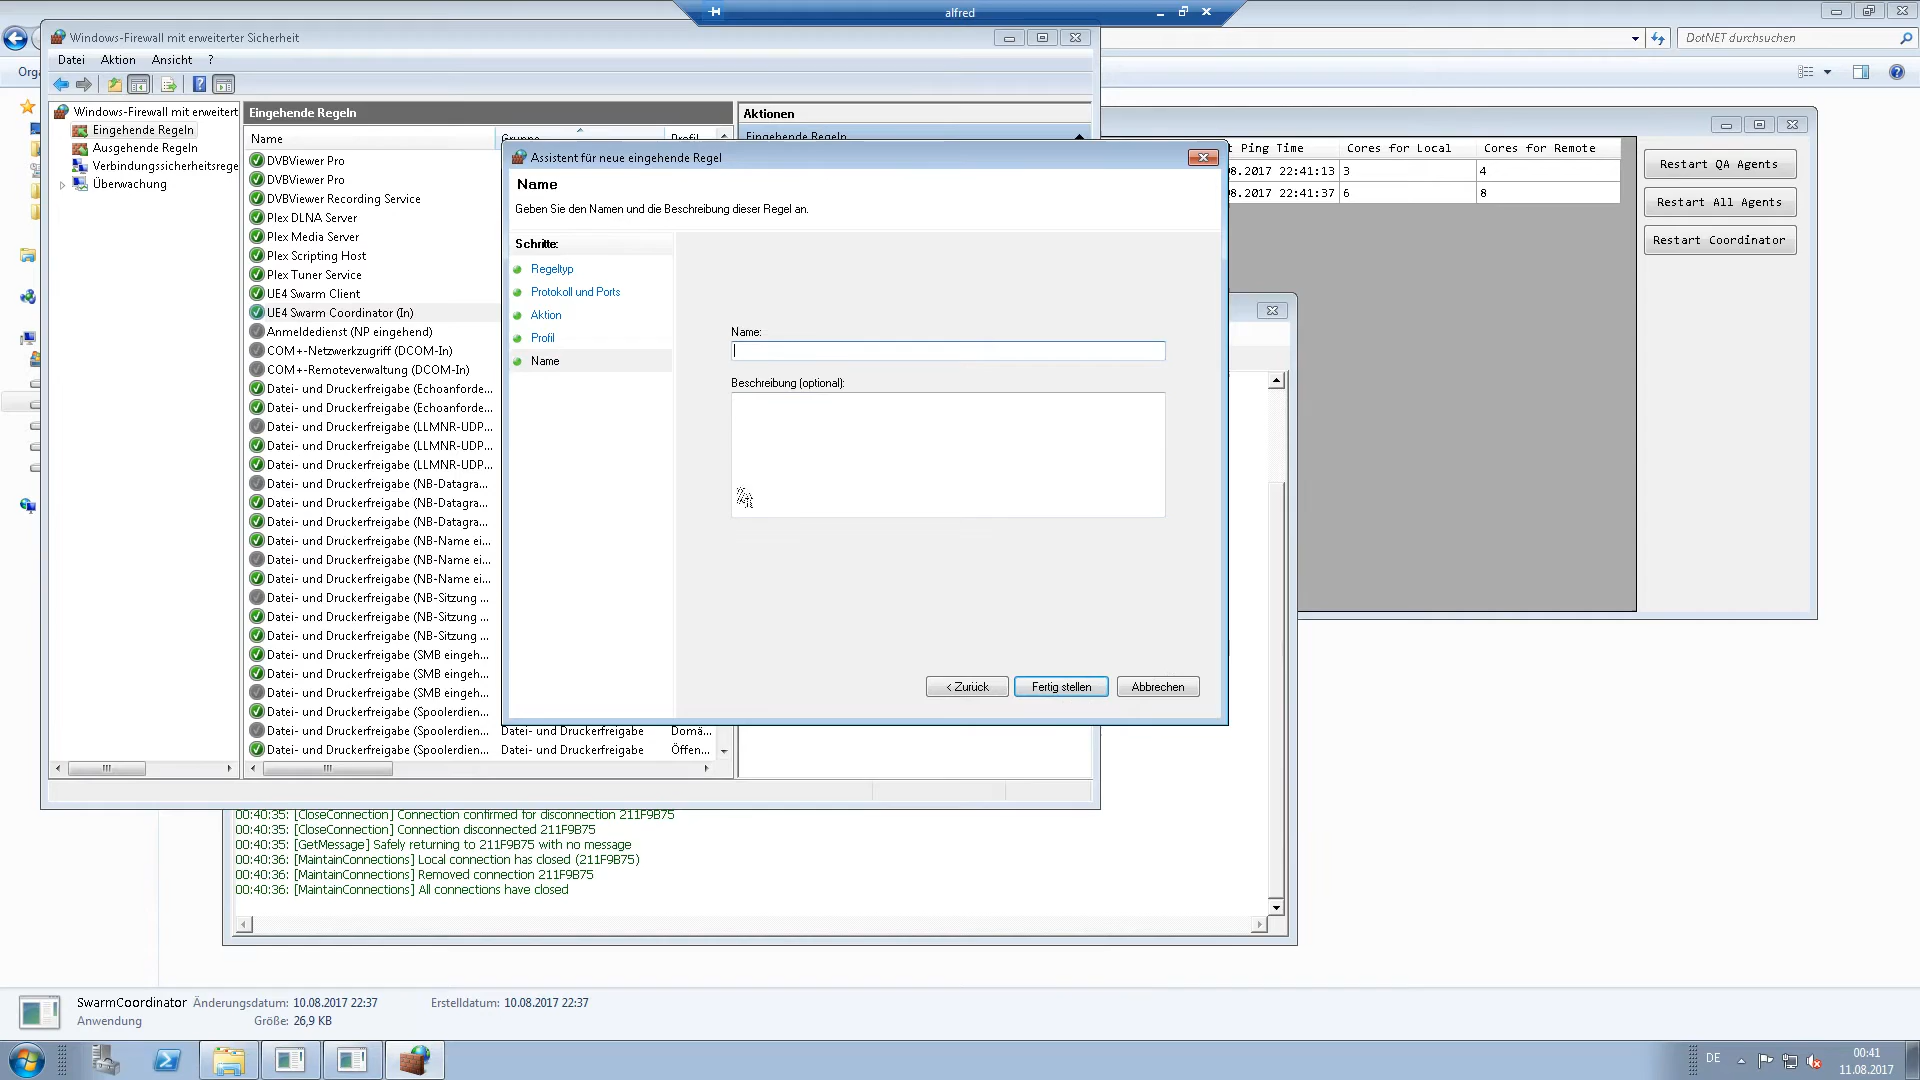 alfred
Windows-Firewall mit erweiterter Sicherheit
Datei Aktion Ansicht ?
DotNET durchsuchen
Windows-Firewall mit erweitert
Eingehende Regeln
Ausgehende Regeln
Verbindungssicherheitsrege
Überwachung
Eingehende Regeln
Name
DVBViewer Pro
DVBViewer Pro
DVBViewer Recording Service
Plex DLNA Server
Plex Media Server
Plex Scripting Host
Plex Tuner Service
UE4 Swarm Client
UE4 Swarm Coordinator (In)
Anmeldedienst (NP eingehend)
COM+-Netzwerkzugriff (DCOM-In)
COM+-Remoteverwaltung (DCOM-In)
Datei- und Druckerfreigabe (Echoanforde...
Datei- und Druckerfreigabe (Echoanforde...
Datei- und Druckerfreigabe (LLMNR-UDP...
Datei- und Druckerfreigabe (LLMNR-UDP...
Datei- und Druckerfreigabe (LLMNR-UDP...
Datei- und Druckerfreigabe (NB-Datagra...
Datei- und Druckerfreigabe (NB-Datagra...
Datei- und Druckerfreigabe (NB-Datagra...
Datei- und Druckerfreigabe (NB-Name ei...
Datei- und Druckerfreigabe (NB-Name ei...
Datei- und Druckerfreigabe (NB-Name ei...
Datei- und Druckerfreigabe (NB-Sitzung ...
Datei- und Druckerfreigabe (NB-Sitzung ...
Datei- und Druckerfreigabe (NB-Sitzung ...
Datei- und Druckerfreigabe (SMB eingeh...
Datei- und Druckerfreigabe (SMB eingeh...
Datei- und Druckerfreigabe (SMB eingeh...
Datei- und Druckerfreigabe (Spoolerdien...
Datei- und Druckerfreigabe (Spoolerdien... Datei- und Druckerfreigabe Domä...
Datei- und Druckerfreigabe (Spoolerdien... Datei- und Druckerfreigabe Öffen...
Aktionen
Eingehende Regeln
Assistent für neue eingehende Regel
Name
Geben Sie den Namen und die Beschreibung dieser Regel an.
Schritte:
Regeltyp
Protokoll und Ports
Aktion
Profil
Name
Name:
Beschreibung (optional):
< Zurück Fertig stellen Abbrechen
t Ping Time Cores for Local Cores for Remote
08.2017 22:41:13 3 4
08.2017 22:41:37 6 8
Restart QA Agents
Restart All Agents
Restart Coordinator
00:40:35: [CloseConnection] Connection confirmed for disconnection 211F9B75
00:40:35: [CloseConnection] Connection disconnected 211F9B75
00:40:35: [GetMessage] Safely returning to 211F9B75 with no message
00:40:36: [MaintainConnections] Local connection has closed (211F9B75)
00:40:36: [MaintainConnections] Removed connection 211F9B75
00:40:36: [MaintainConnections] All connections have closed
SwarmCoordinator Änderungsdatum: 10.08.2017 22:37 Erstelldatum: 10.08.2017 22:37
Anwendung Größe: 26,9 KB
DE
00:41
11.08.2017